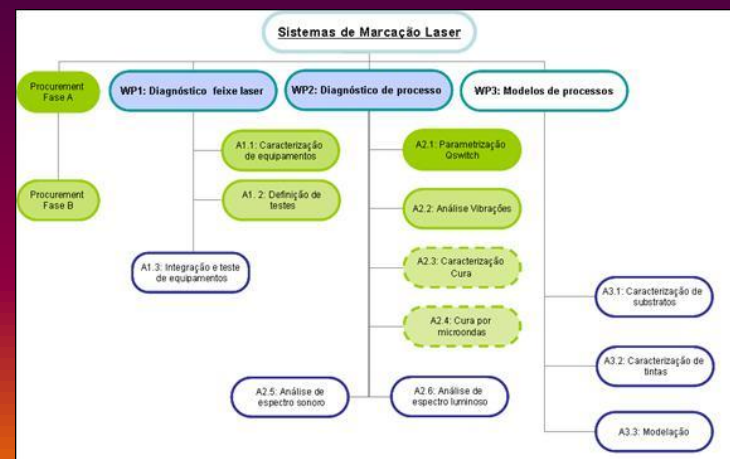 Sistemas de Marcação Laser
Procurement
Fase A
WP1: Diagnóstico feixe laser
WP2: Diagnóstico de processo
WP3: Modelos de processos
A1.1: Caracterização
de equipamentos
A1. 2: Definição de
testes
A1.3: Integração e teste
de equipamentos
Procurement
Fase B
A2.1: Parametrização
Qswitch
A2.2: Análise Vibrações
A2.3: Caracterização
Cura
A2.4: Cura por
microondas
A2.5: Análise de
espectro sonoro
A2.6: Análise de
espectro luminoso
A3.1: Caracterização de
substratos
A3.2: Caracterização de
tintas
A3.3: Modelação